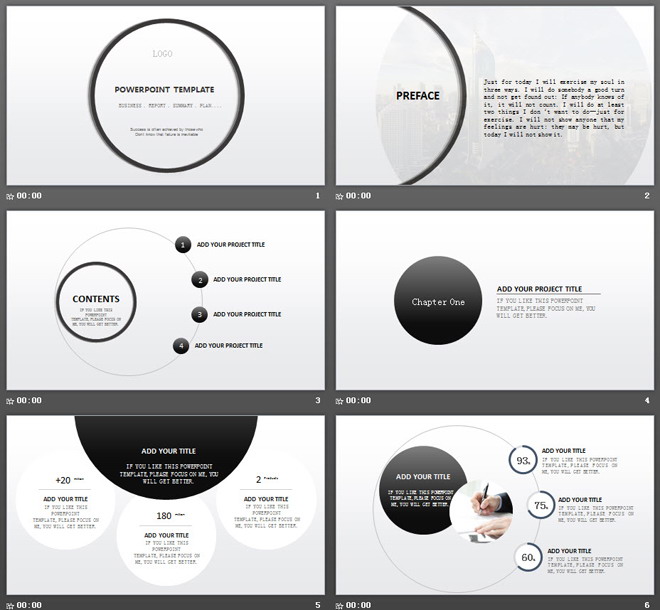 LOGO
POWERPOINT TEMPLATE
BUSINESS . REPORT . SUMMARY . PLAN....
Success is often achieved by those who
Don't know that failure is inevitable
00:00
1
PREFACE
Just for today I will exercise my soul in
three ways. I will do somebody a good turn
and not get found out: If anybody knows of
it, it will not count. I will do at least
two things I don't want to do—just for
exercise. I will not show anyone that my
feelings are hurt: they may be hurt, but
today I will not show it.
00:00
2
CONTENTS
IF YOU LIKE THIS
POWERPOINT
TEMPLATE,PLEASE FOCUS ON
ME,YOU WILL GET BETTER.
1
ADD YOUR PROJECT TITLE
2
ADD YOUR PROJECT TITLE
3
ADD YOUR PROJECT TITLE
4
ADD YOUR PROJECT TITLE
00:00
3
Chapter One
ADD YOUR PROJECT TITLE
IF YOU LIKE THIS POWERPOINT
TEMPLATE,PLEASE FOCUS ON ME,YOU
WILL GET BETTER.
00:00
4
ADD YOUR TITLE
IF YOU LIKE THIS POWERPOINT
TEMPLATE,PLEASE FOCUS ON ME,YOU
WILL GET BETTER.
+20
ADD YOUR TITLE
IF YOU LIKE THIS
POWERPOINT
TEMPLATE,PLEASE FOCUS ON
ME,YOU WILL GET BETTER.
180
ADD YOUR TITLE
IF YOU LIKE THIS
POWERPOINT
TEMPLATE,PLEASE FOCUS ON
ME,YOU WILL GET BETTER.
2
ADD YOUR TITLE
IF YOU LIKE THIS
POWERPOINT
TEMPLATE,PLEASE FOCUS ON
ME,YOU WILL GET BETTER.
00:00
5
ADD YOUR TITLE
IF YOU LIKE THIS POWERPOINT
TEMPLATE,PLEASE FOCUS ON
ME,YOU WILL GET BETTER.
93%
ADD YOUR TITLE
IF YOU LIKE THIS POWERPOINT
TEMPLATE,PLEASE FOCUS ON
ME,YOU WILL GET BETTER.
75%
ADD YOUR TITLE
IF YOU LIKE THIS POWERPOINT
TEMPLATE,PLEASE FOCUS ON
ME,YOU WILL GET BETTER.
60%
ADD YOUR TITLE
IF YOU LIKE THIS POWERPOINT
TEMPLATE,PLEASE FOCUS ON
ME,YOU WILL GET BETTER.
00:00
6